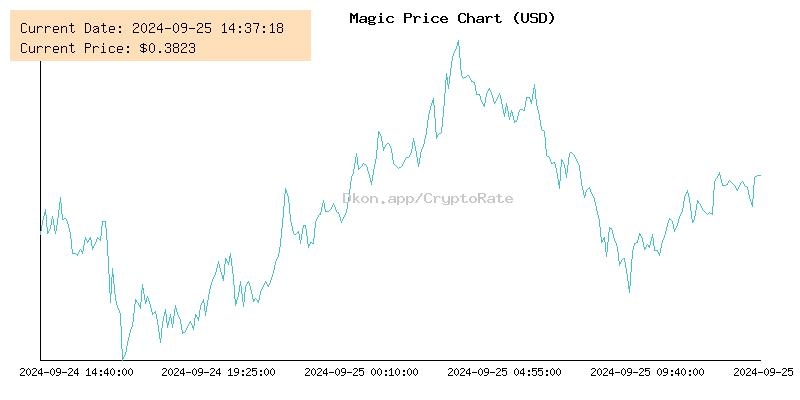 Magic Price Chart (USD)
Current Date: 2024-09-25 14:37:18
Current Price: $0.3823
Dkon.app/CryptoRate
2024-09-24 14:40:00 2024-09-24 19:25:00 2024-09-25 00:10:00 2024-09-25 04:55:00 2024-09-25 09:40:00 2024-09-25